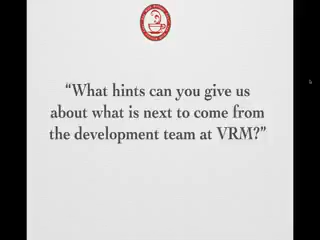 “What hints can you give us
about what is next to come from
the development team at VRM?”